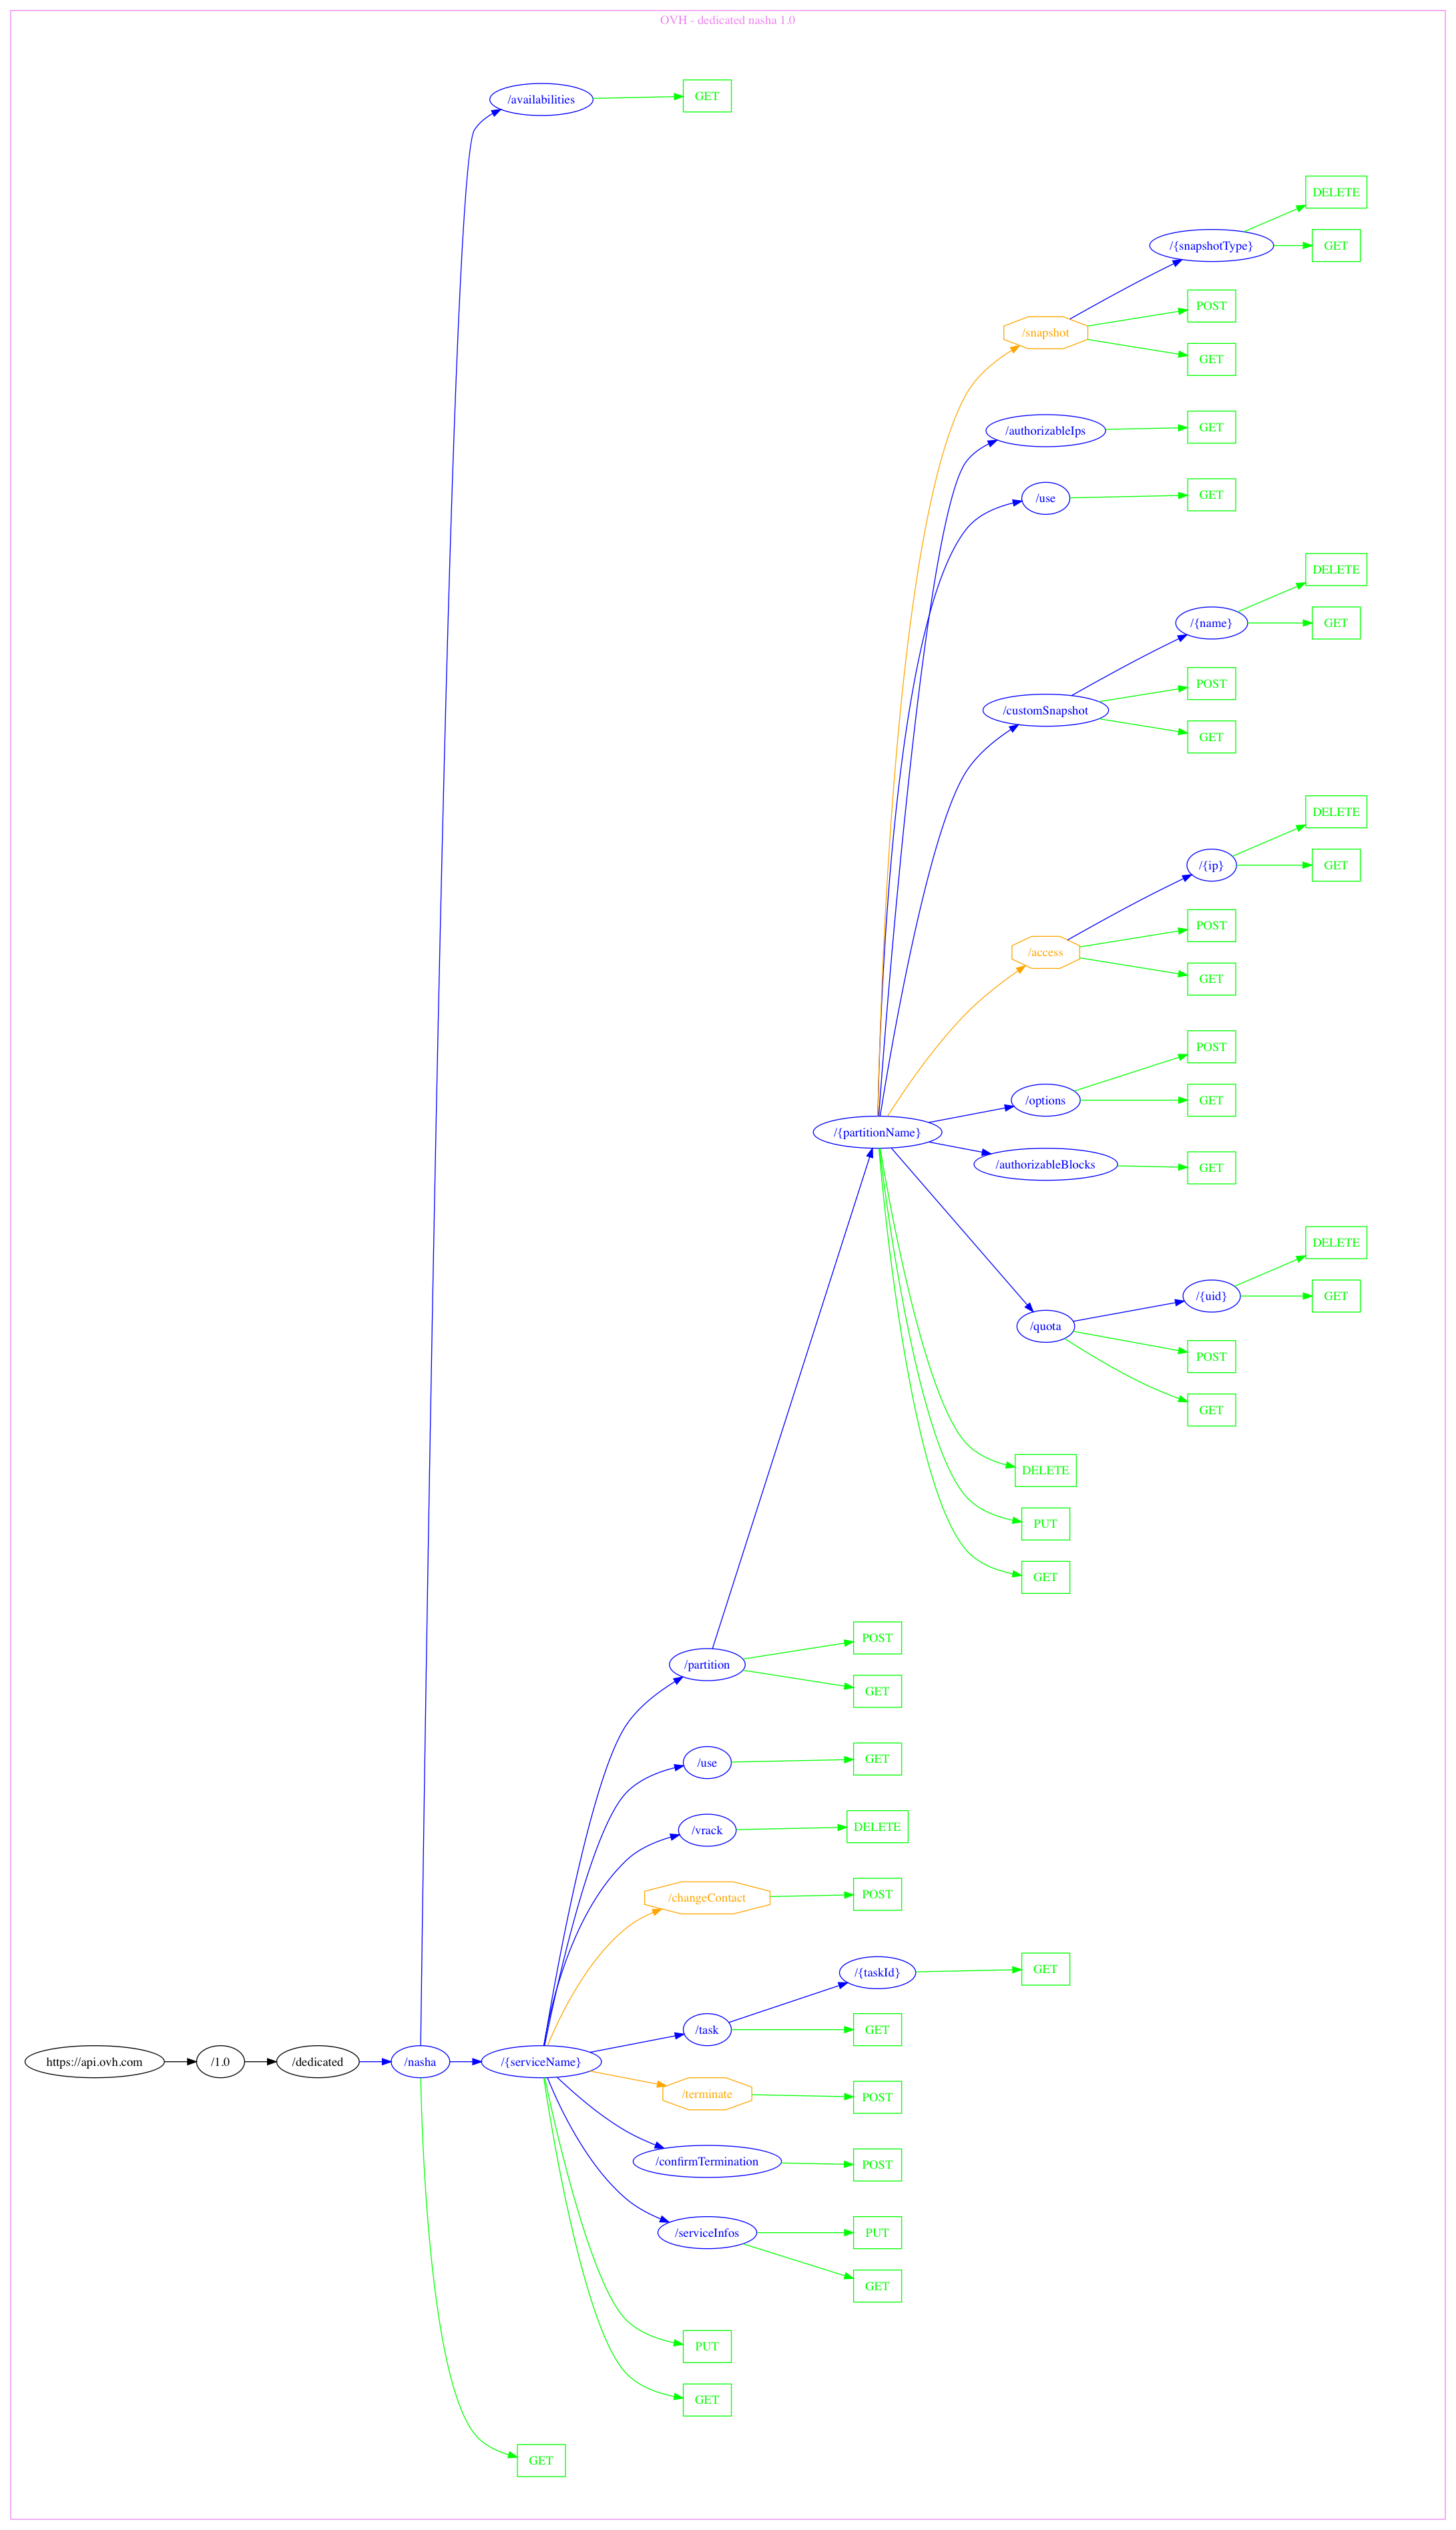 OVH - dedicated nasha 1.0
/availabilities
GET
DELETE
/{snapshotType}
GET
POST
/snapshot
GET
/authorizableIps
GET
/use
GET
DELETE
/{name}
GET
POST
/customSnapshot
GET
DELETE
/{ip}
GET
POST
/access
GET
POST
/options
GET
/{partitionName}
/authorizableBlocks
GET
DELETE
/{uid}
GET
/quota
POST
GET
DELETE
PUT
GET
POST
/partition
GET
/use
GET
/vrack
DELETE
/changeContact
POST
/{taskId}
GET
/task
GET
https://api.ovh.com
/1.0
/dedicated
/nasha
/{serviceName}
/terminate
POST
/confirmTermination
POST
/serviceInfos
PUT
GET
PUT
GET
GET